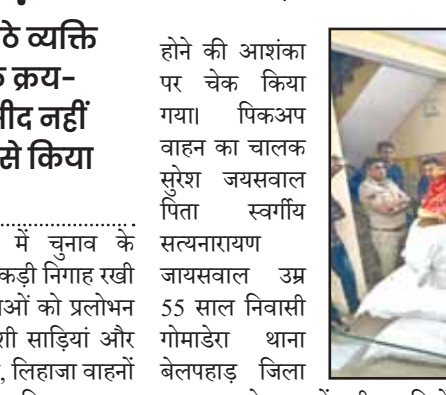 ठे व्यक्ति
क्रय-
सीद नहीं
से किया
में चुनाव के
कड़ी निगाह रखी
ओं को प्रलोभन
शी साड़ियां और
, लिहाजा वाहनों
होने की आशंका
पर चेक किया
गया। पिकअप
वाहन का चालक
सुरेश जयसवाल
पिता स्वर्गीय
सत्यनारायण
जायसवाल उम्र
55 साल निवासी
गोमाडेरा थाना
बेलपहाड़ जिला